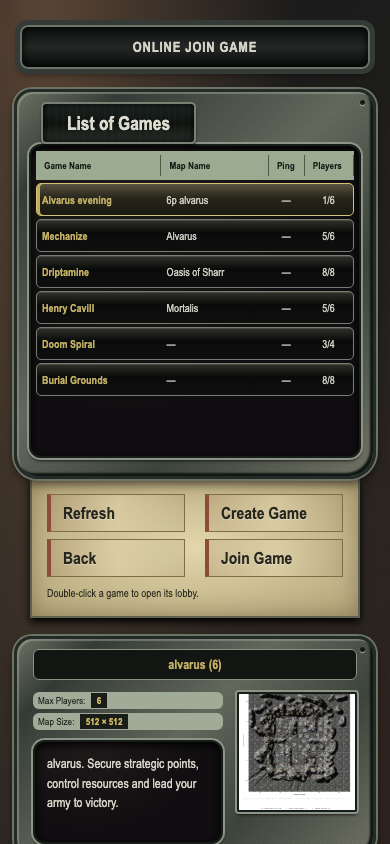 ONLINE JOIN GAME
List of Games
Game Name Map Name Ping Players
Alvarus evening 6p alvarus — 1/6
Mechanize Alvarus — 5/6
Driptamine Oasis of Sharr — 8/8
Henry Cavill Mortalis — 5/6
Doom Spiral — — 3/4
Burial Grounds — — 8/8
Refresh Create Game
Back Join Game
Double-click a game to open its lobby.
alvarus (6)
Max Players: 6
Map Size: 512 × 512
alvarus. Secure strategic points,
control resources and lead your
army to victory.